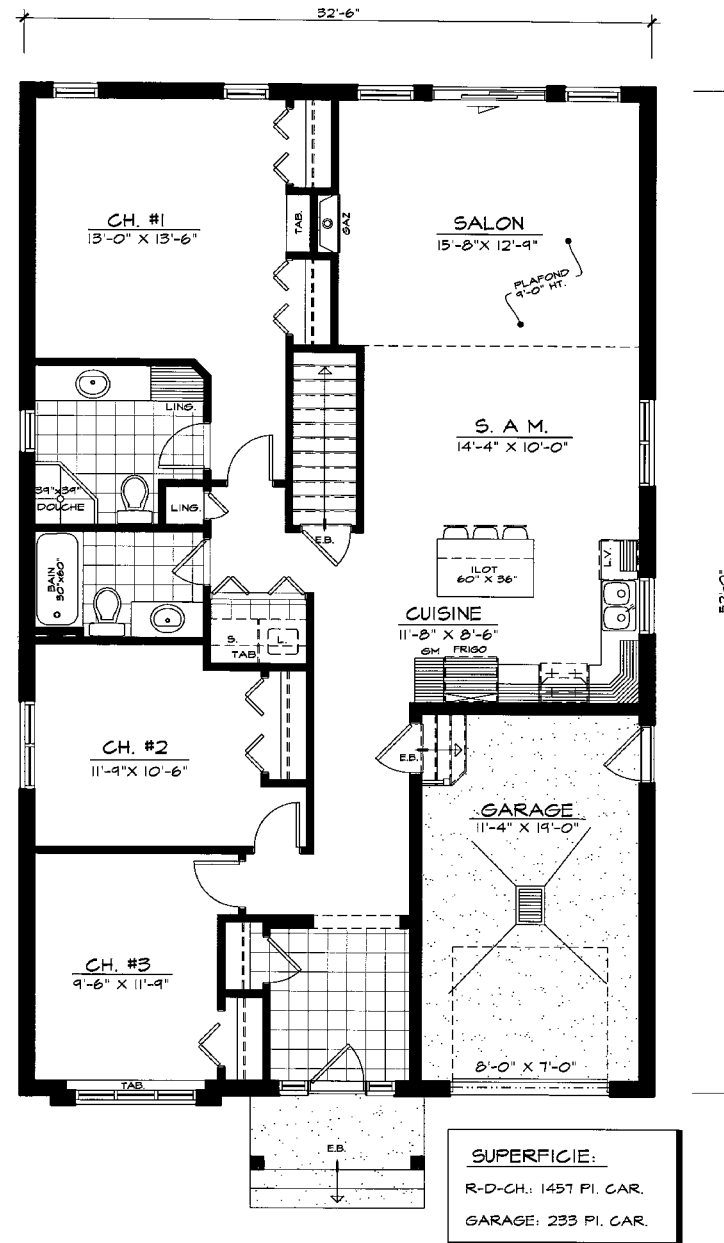 32'-6"
CH. #1
13'-0" X 13'-6"
TAB.
GAZ
SALON
15'-8" X 12'-9"
PLAFOND
9'-0" HT.
LING.
39"x39"
DOUCHE
LING.
S. A M.
14'-4" X 10'-0"
E.B.
BAIN
30"x60"
ILOT
60" X 36"
L.V.
CUISINE
11'-8" X 8'-6"
GM
FRIGO
S.
L.
TAB
52'-0"
CH. #2
11'-9" X 10'-6"
E.B.
GARAGE
11'-4" X 19'-0"
CH. #3
9'-6" X 11'-9"
TAB.
8'-0" X 7'-0"
E.B.
SUPERFICIE:
R-D-CH.: 1457 PI. CAR.
GARAGE: 233 PI. CAR.